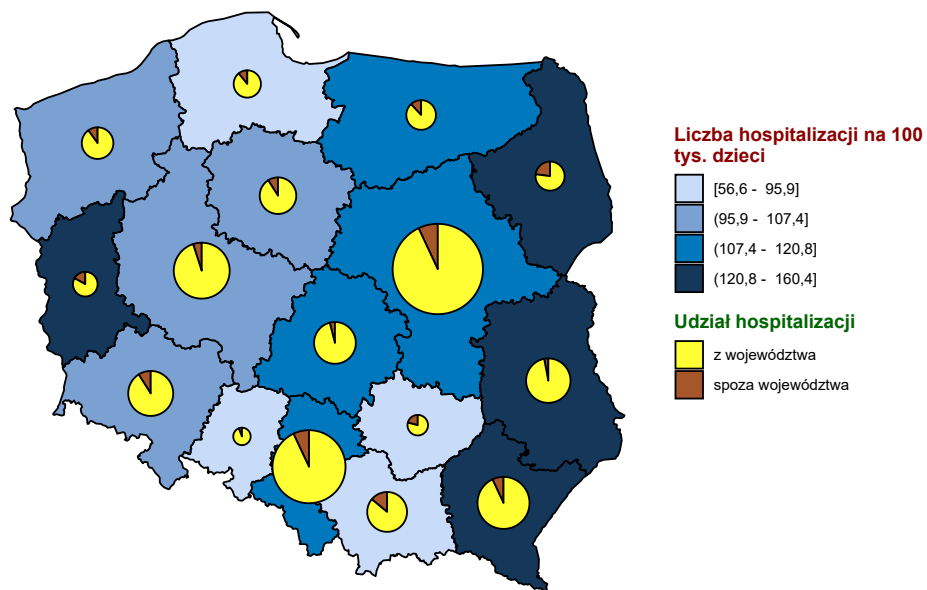 Liczba hospitalizacji na 100
tys. dzieci
[56,6 - 95,9]
(95,9 - 107,4]
(107,4 - 120,8]
(120,8 - 160,4]
Udział hospitalizacji
z województwa
spoza województwa